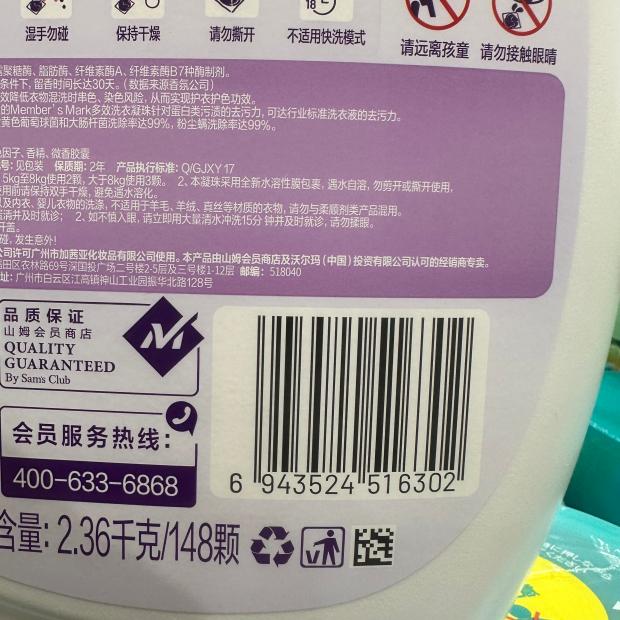 18
湿手勿碰
保持干燥
请勿撕开
不适用快洗模式
请远离孩童
请勿接触眼睛
聚糖酶、脂肪酶、纤维素酶A、纤维素酶B7种酶制剂。
条件下，留香时间长达30天。（数据来源香氛公司）
效降低衣物混洗时串色、染色风险，从而实现护衣护色功效。
的Member's Mark多效洗衣凝珠针对蛋白类污渍的去污力，可达行业标准洗衣液的去污力。
黄色葡萄球菌和大肠杆菌洗除率达99%，粉尘螨洗除率达99%。
因子、香精、微香胶囊
号：见包装 保质期：2年 产品执行标准：Q/GJXY 17
5kg至8kg使用2颗，大于8kg使用3颗。 2、本凝珠采用全新水溶性膜包裹，遇水自溶，勿剪开或撕开使用，
使用前请保持双手干燥，避免其遇水溶化。
及内衣、婴儿衣物的洗涤，不适用于羊毛、羊绒、真丝等材质的衣物，请勿与柔顺剂类产品混用。
清并及时就诊； 2、如不慎入眼，请立即用大量清水冲洗15分钟并及时就诊，请勿揉眼。
开盖。
碰，发生意外！
公司许可广州市加茜亚化妆品有限公司使用。本产品由山姆会员商店及沃尔玛（中国）投资有限公司认可的经销商专卖。
田区农林路69号深国投广场二号楼2-5层及三号楼1-12层 邮编：518040
址：广州市白云区江高镇神山工业园振华北路128号
品质保证
山姆会员商店
QUALITY
GUARANTEED
By Sam's Club
会员服务热线：
400-633-6868
6 943524 516302
含量：2.36千克/148颗